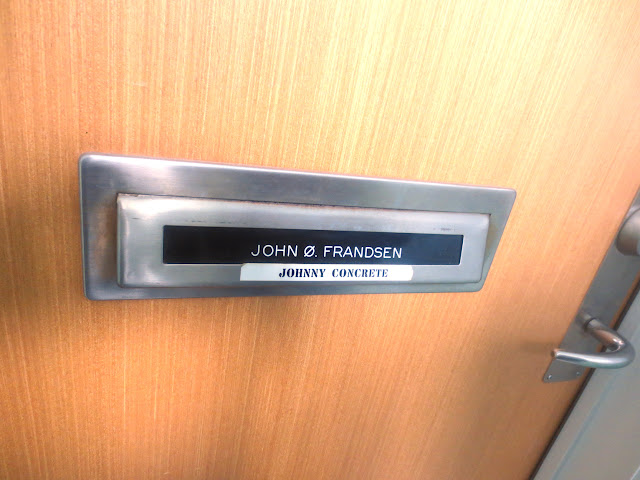 JOHN Ø. FRANDSEN
JOHNNY CONCRETE